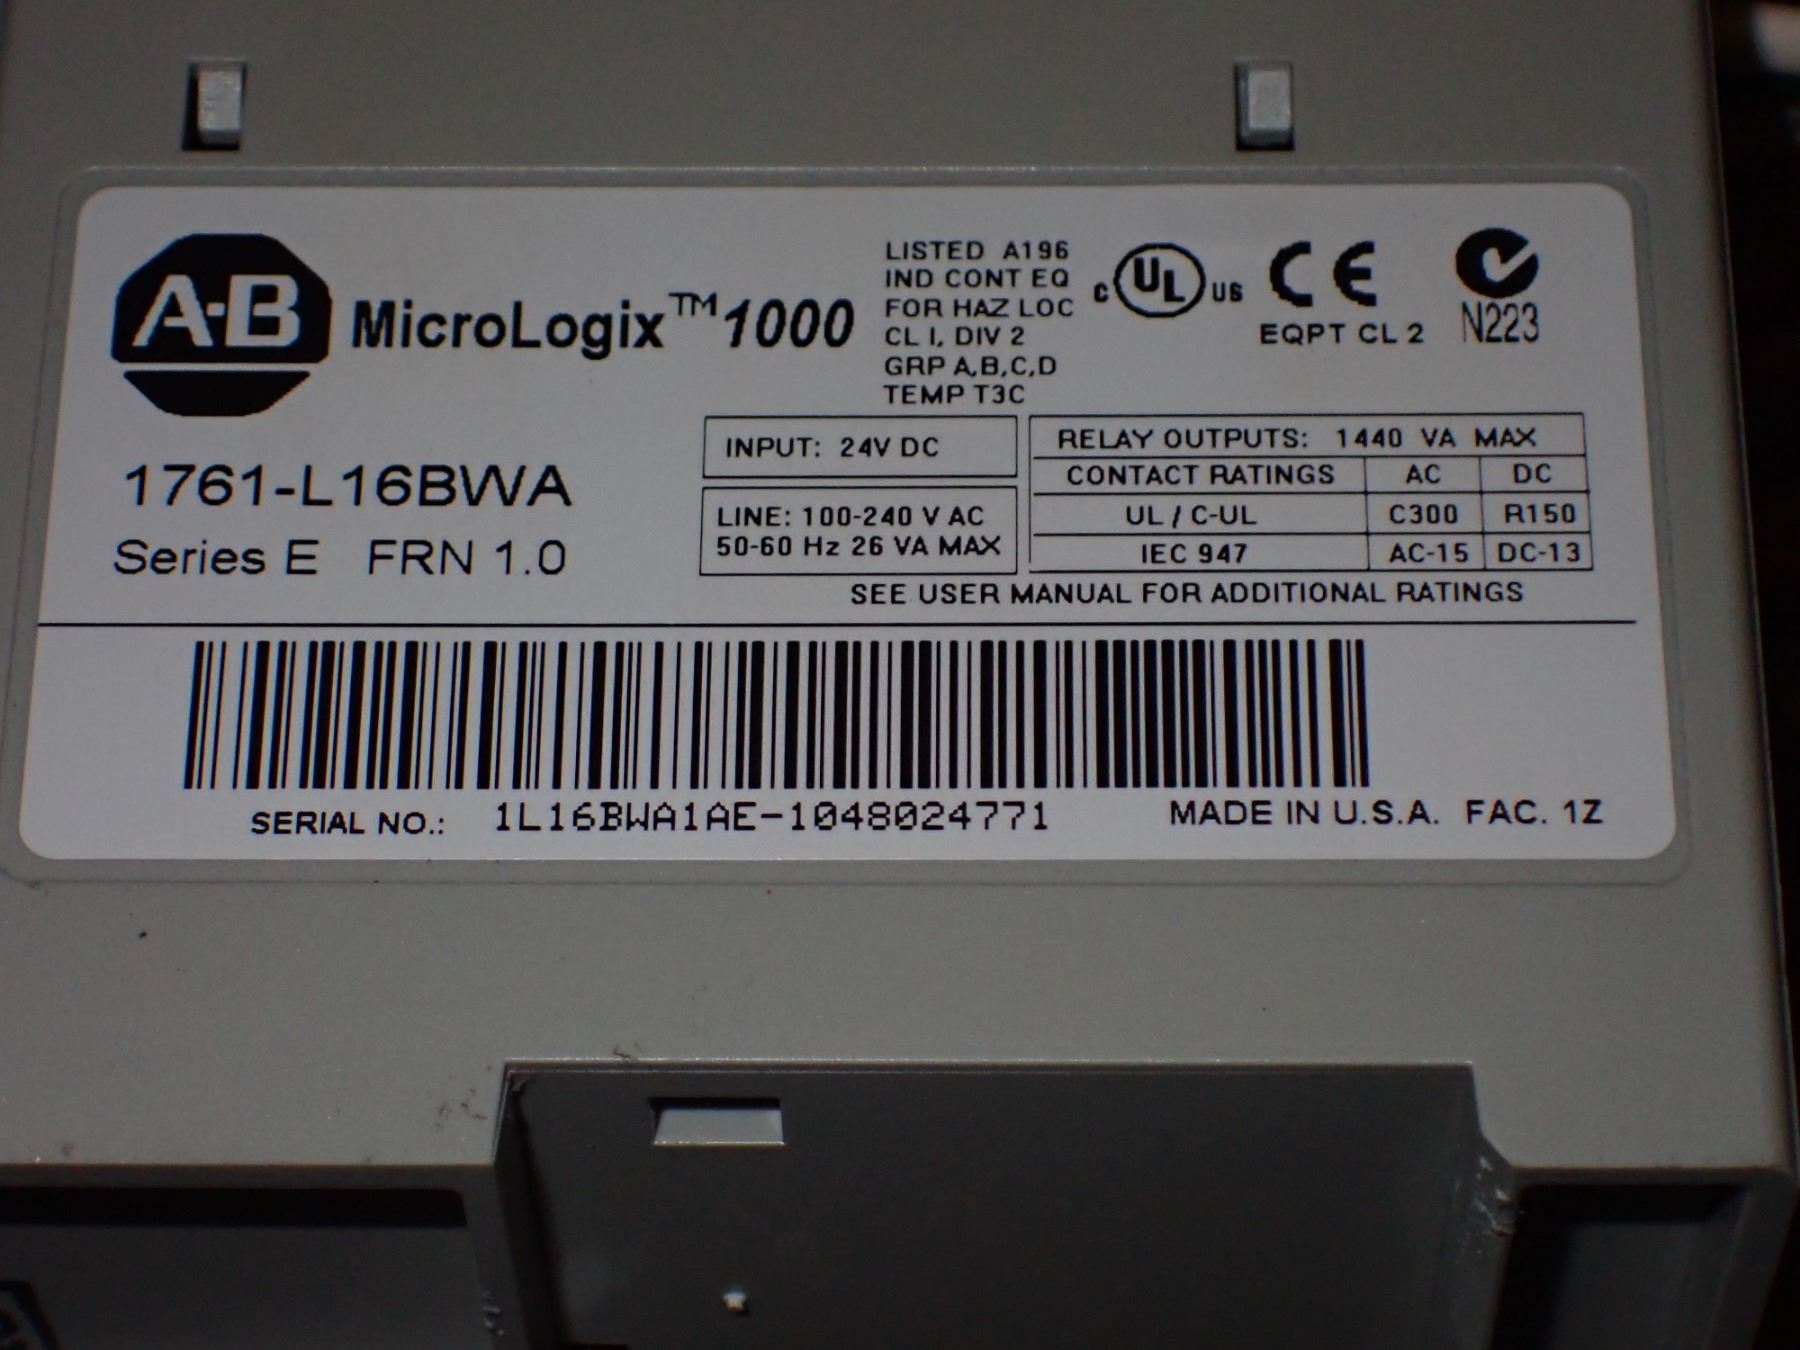 A-B
MicroLogix™ 1000
LISTED A196
IND CONT EQ
FOR HAZ LOC
CL I, DIV 2
GRP A,B,C,D
TEMP T3C
C UL US
CE
EQPT CL 2
N223
1761-L16BWA
Series E FRN 1.0
INPUT: 24V DC
LINE: 100-240 V AC
50-60 Hz 26 VA MAX
RELAY OUTPUTS: 1440 VA MAX
CONTACT RATINGS AC DC
UL / C-UL C300 R150
IEC 947 AC-15 DC-13
SEE USER MANUAL FOR ADDITIONAL RATINGS
SERIAL NO.: 1L16BWA1AE-1048024771
MADE IN U.S.A. FAC. 1Z